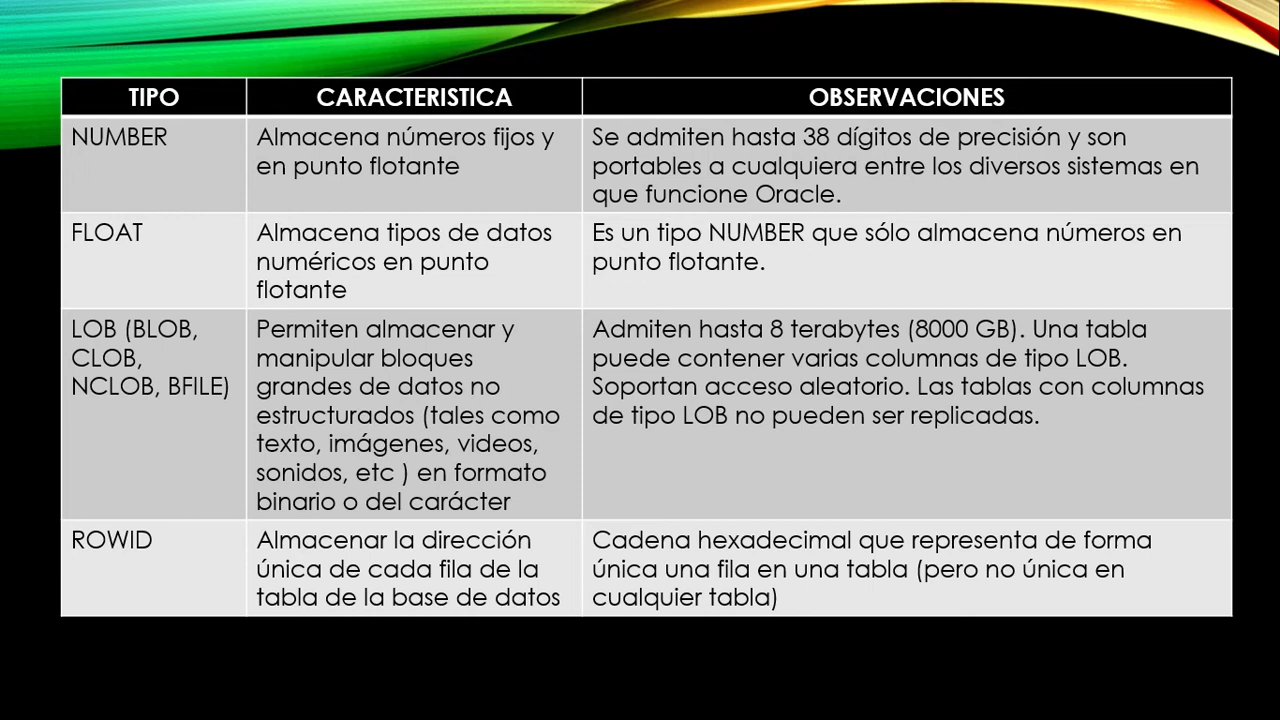 TIPO
CARACTERISTICA
OBSERVACIONES
NUMBER
Almacena números fijos y
en punto flotante
Se admiten hasta 38 dígitos de precisión y son
portables a cualquiera entre los diversos sistemas en
que funcione Oracle.
FLOAT
Almacena tipos de datos
numéricos en punto
flotante
Es un tipo NUMBER que sólo almacena números en
punto flotante.
LOB (BLOB,
CLOB,
NCLOB, BFILE)
Permiten almacenar y
manipular bloques
grandes de datos no
estructurados (tales como
texto, imágenes, videos,
sonidos, etc ) en formato
binario o del carácter
Admiten hasta 8 terabytes (8000 GB). Una tabla
puede contener varias columnas de tipo LOB.
Soportan acceso aleatorio. Las tablas con columnas
de tipo LOB no pueden ser replicadas.
ROWID
Almacenar la dirección
única de cada fila de la
tabla de la base de datos
Cadena hexadecimal que representa de forma
única una fila en una tabla (pero no única en
cualquier tabla)